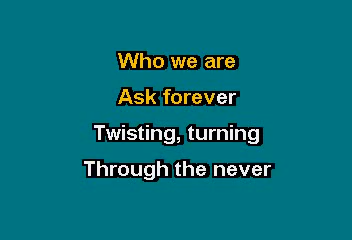 Who we are
Ask forever
Twisting, turning
Through the never